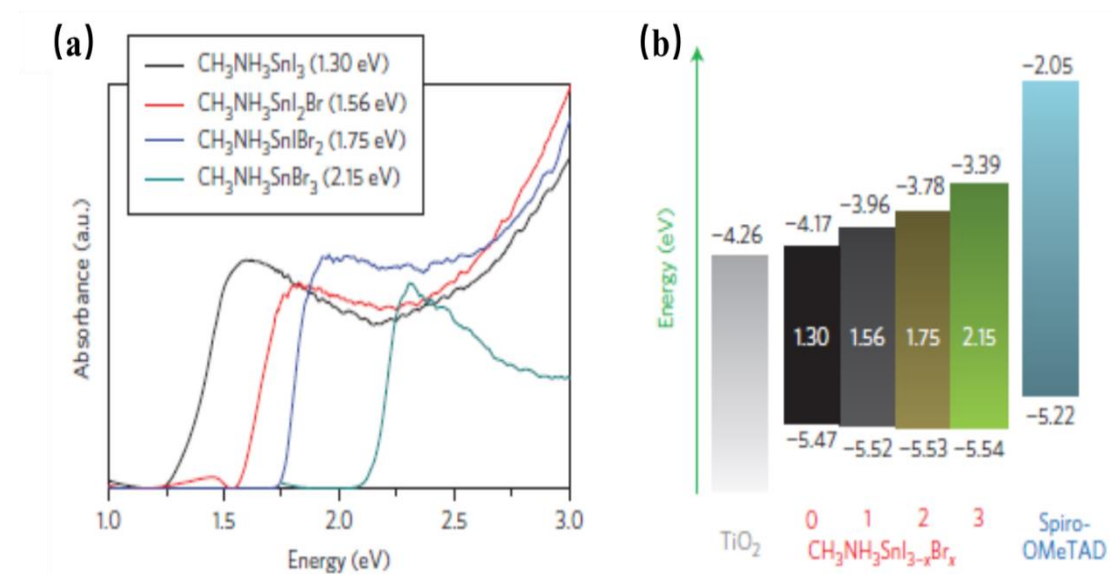 (a)
CH₃NH₃SnI₃ (1.30 eV)
CH₃NH₃SnI₂Br (1.56 eV)
CH₃NH₃SnIBr₂ (1.75 eV)
CH₃NH₃SnBr₃ (2.15 eV)
Absorbance (a.u.)
1.0 1.5 2.0 2.5 3.0
Energy (eV)
(b)
Energy (eV)
−2.05
−3.39
−3.78
−3.96
−4.17
−4.26
1.30 1.56 1.75 2.15
−5.22
−5.47 −5.52 −5.53 −5.54
TiO₂
0 1 2 3
CH₃NH₃SnI₃₋ₓBrₓ
Spiro-
OMeTAD